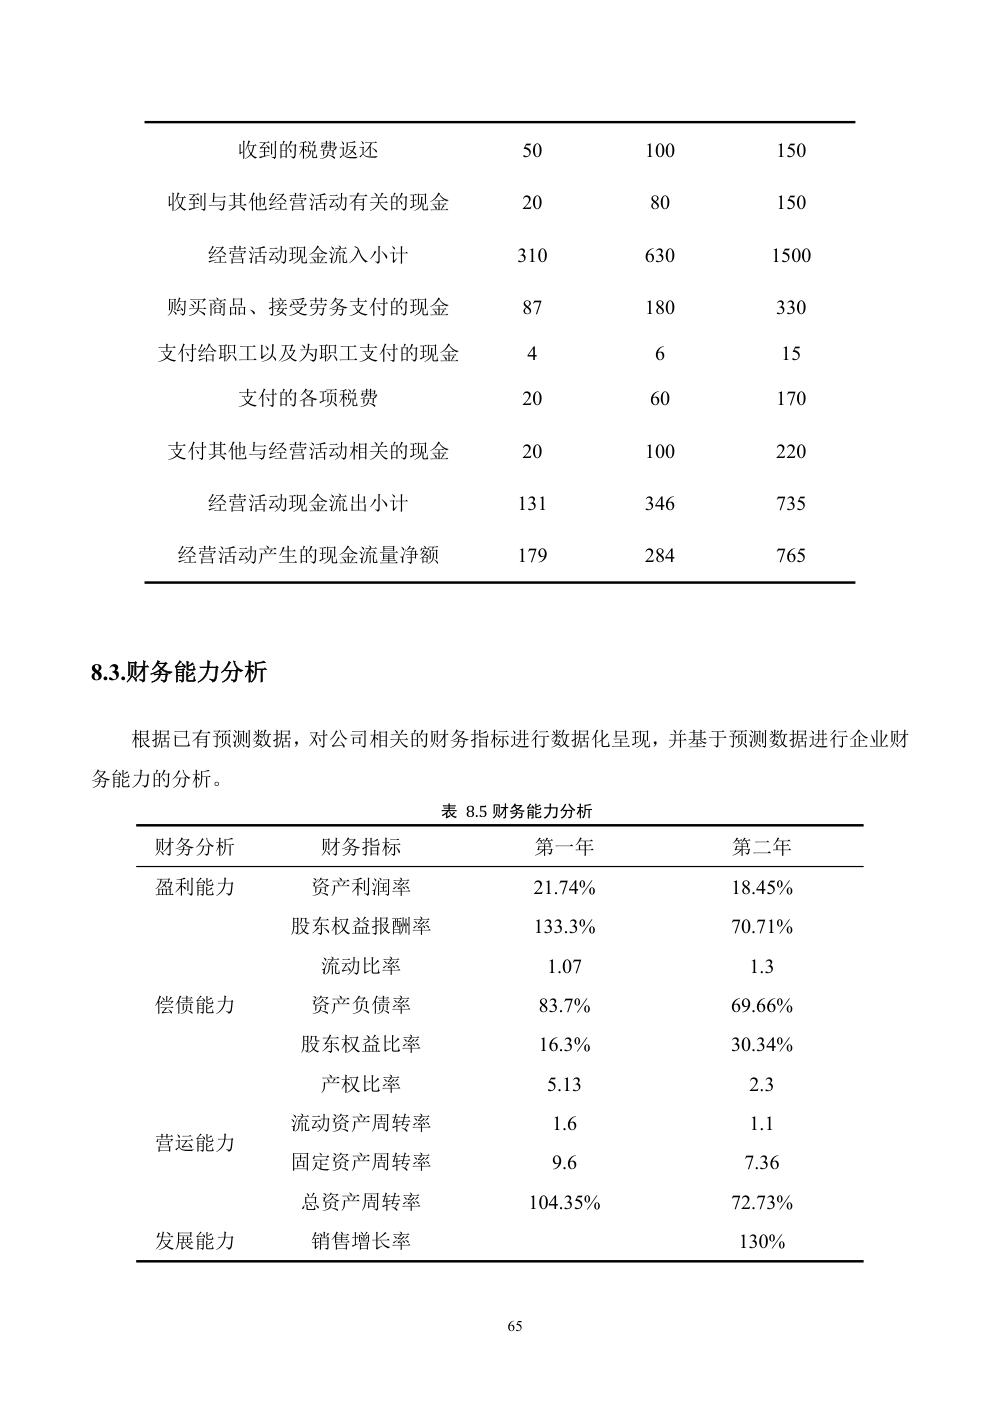 收到的税费返还 50 100 150
收到与其他经营活动有关的现金 20 80 150
经营活动现金流入小计 310 630 1500
购买商品、接受劳务支付的现金 87 180 330
支付给职工以及为职工支付的现金 4 6 15
支付的各项税费 20 60 170
支付其他与经营活动相关的现金 20 100 220
经营活动现金流出小计 131 346 735
经营活动产生的现金流量净额 179 284 765
8.3.财务能力分析
根据已有预测数据，对公司相关的财务指标进行数据化呈现，并基于预测数据进行企业财
务能力的分析。
表 8.5 财务能力分析
财务分析 财务指标 第一年 第二年
盈利能力 资产利润率 21.74% 18.45%
股东权益报酬率 133.3% 70.71%
流动比率 1.07 1.3
偿债能力 资产负债率 83.7% 69.66%
股东权益比率 16.3% 30.34%
产权比率 5.13 2.3
流动资产周转率 1.6 1.1
营运能力
固定资产周转率 9.6 7.36
总资产周转率 104.35% 72.73%
发展能力 销售增长率 130%
65